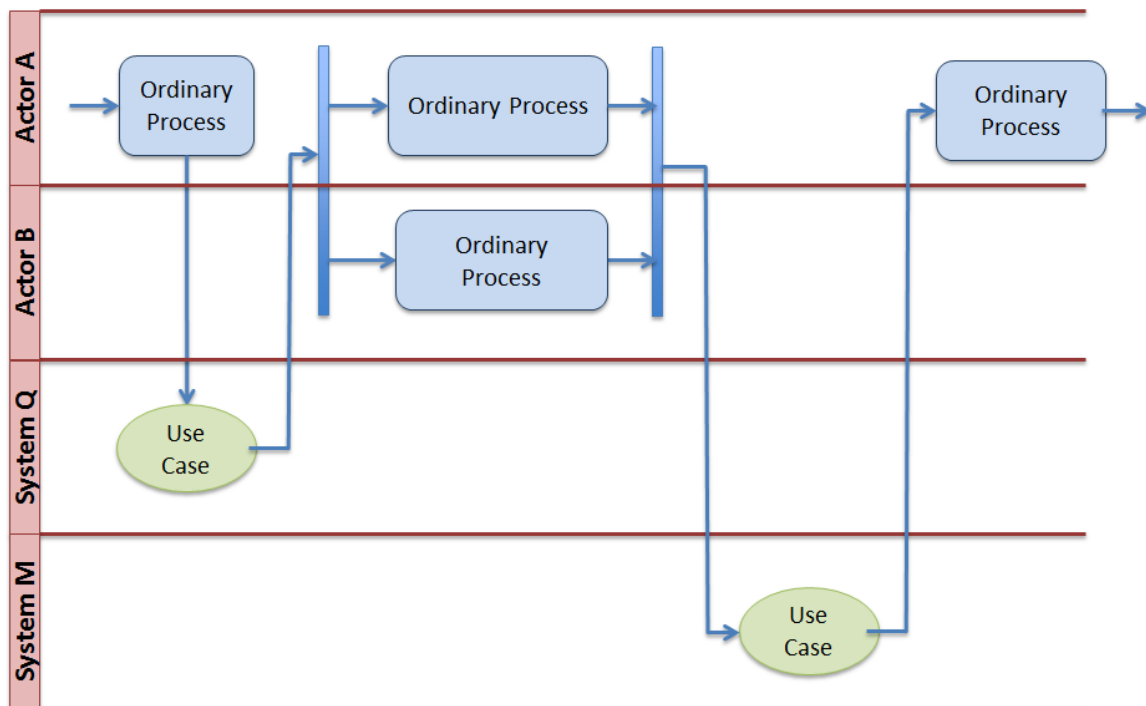 Actor A
Ordinary
Process
Ordinary Process
Ordinary
Process
Actor B
Ordinary
Process
System Q
Use
Case
System M
Use
Case